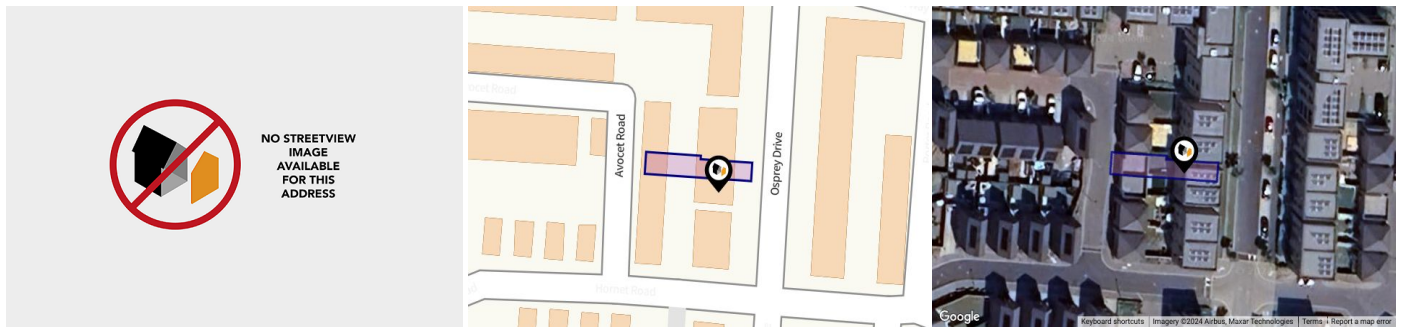 NO STREETVIEW
IMAGE
AVAILABLE
FOR THIS
ADDRESS
Avocet Road
Osprey Drive
Hornet Road
Google
Keyboard shortcuts
Imagery ©2024 Airbus, Maxar Technologies
Terms
Report a map error